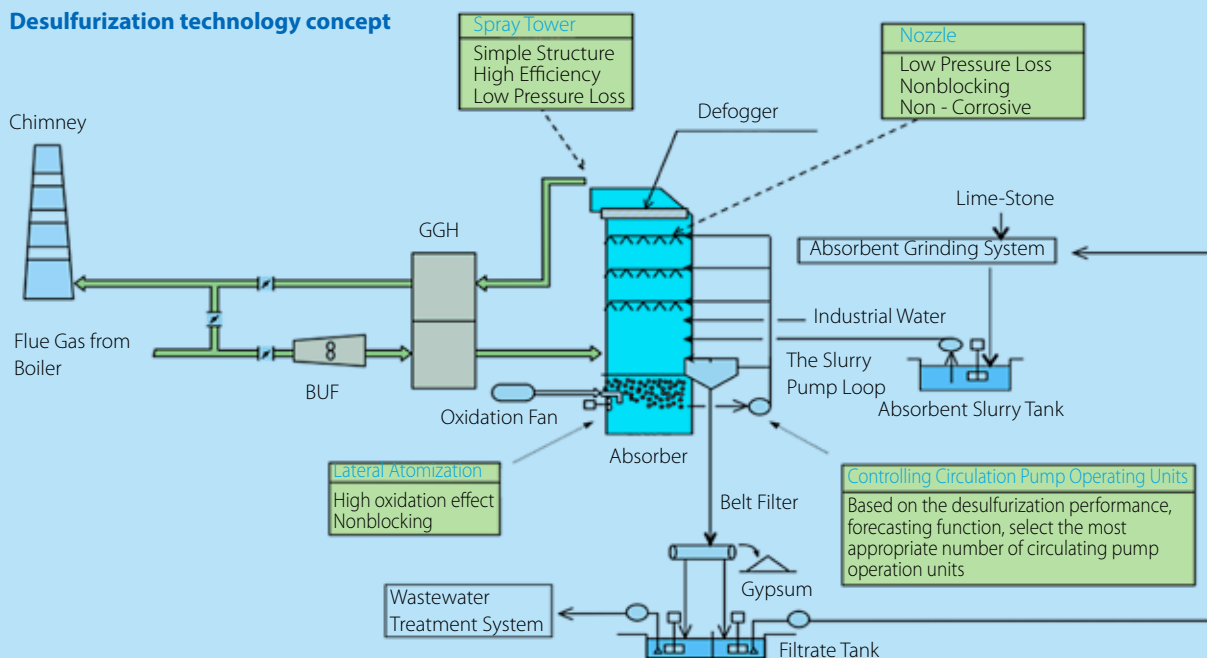 Desulfurization technology concept
Spray Tower
Simple Structure
High Efficiency
Low Pressure Loss
Nozzle
Low Pressure Loss
Nonblocking
Non - Corrosive
Defogger
Chimney
Lime-Stone
GGH
Absorbent Grinding System
Industrial Water
Flue Gas from
Boiler
8
BUF
The Slurry
Pump Loop
Oxidation Fan
Absorbent Slurry Tank
Absorber
Lateral Atomization
High oxidation effect
Nonblocking
Controlling Circulation Pump Operating Units
Based on the desulfurization performance,
forecasting function, select the most
appropriate number of circulating pump
operation units
Belt Filter
Gypsum
Wastewater
Treatment System
Filtrate Tank